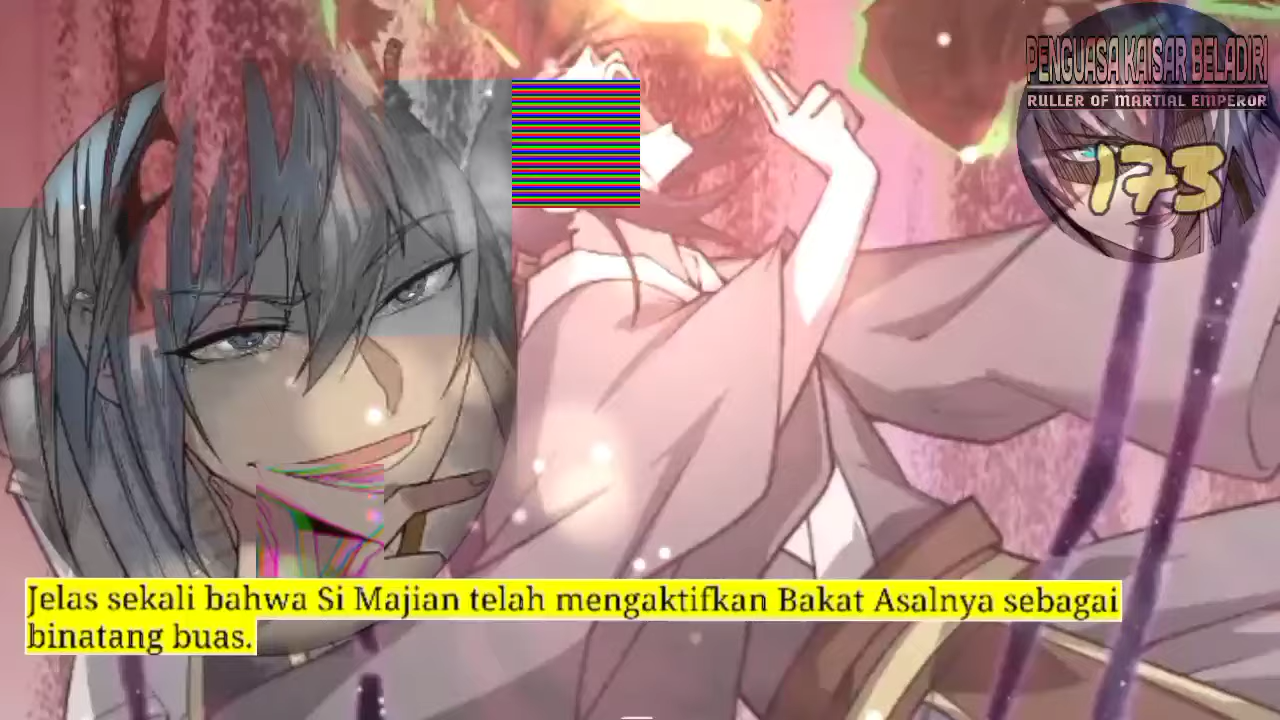 PENGUASA KAISAR BELADIRI
RULLER OF MARTIAL EMPEROR
173
Jelas sekali bahwa Si Majian telah mengaktifkan Bakat Asalnya sebagai
binatang buas.